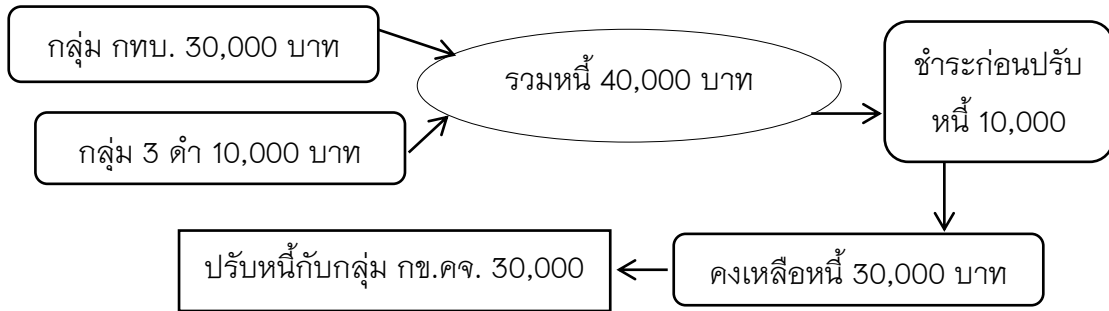 กลุ่ม กทบ. 30,000 บาท
กลุ่ม 3 ดำ 10,000 บาท
รวมหนี้ 40,000 บาท
ชำระก่อนปรับ
หนี้ 10,000
คงเหลือหนี้ 30,000 บาท
ปรับหนี้กับกลุ่ม กข.คจ. 30,000